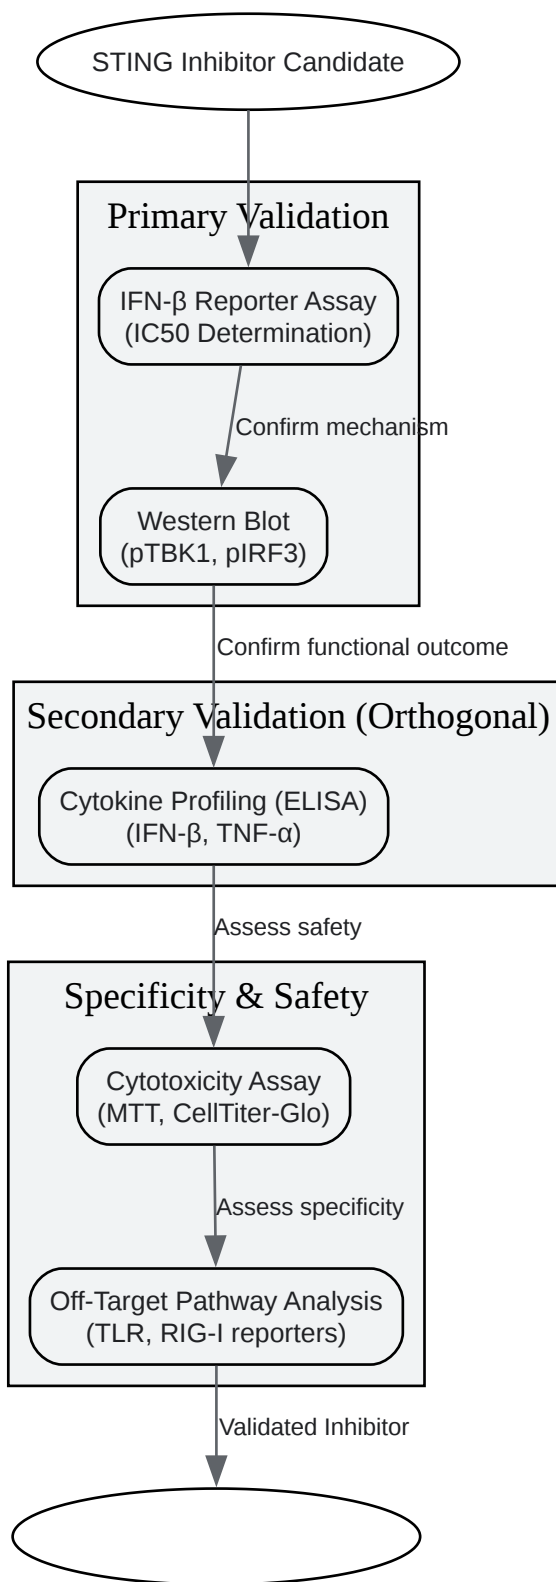 STING Inhibitor Candidate
Primary Validation
IFN-β Reporter Assay
(IC50 Determination)
Confirm mechanism
Western Blot
(pTBK1, pIRF3)
Confirm functional outcome
Secondary Validation (Orthogonal)
Cytokine Profiling (ELISA)
(IFN-β, TNF-α)
Assess safety
Specificity & Safety
Cytotoxicity Assay
(MTT, CellTiter-Glo)
Assess specificity
Off-Target Pathway Analysis
(TLR, RIG-I reporters)
Validated Inhibitor